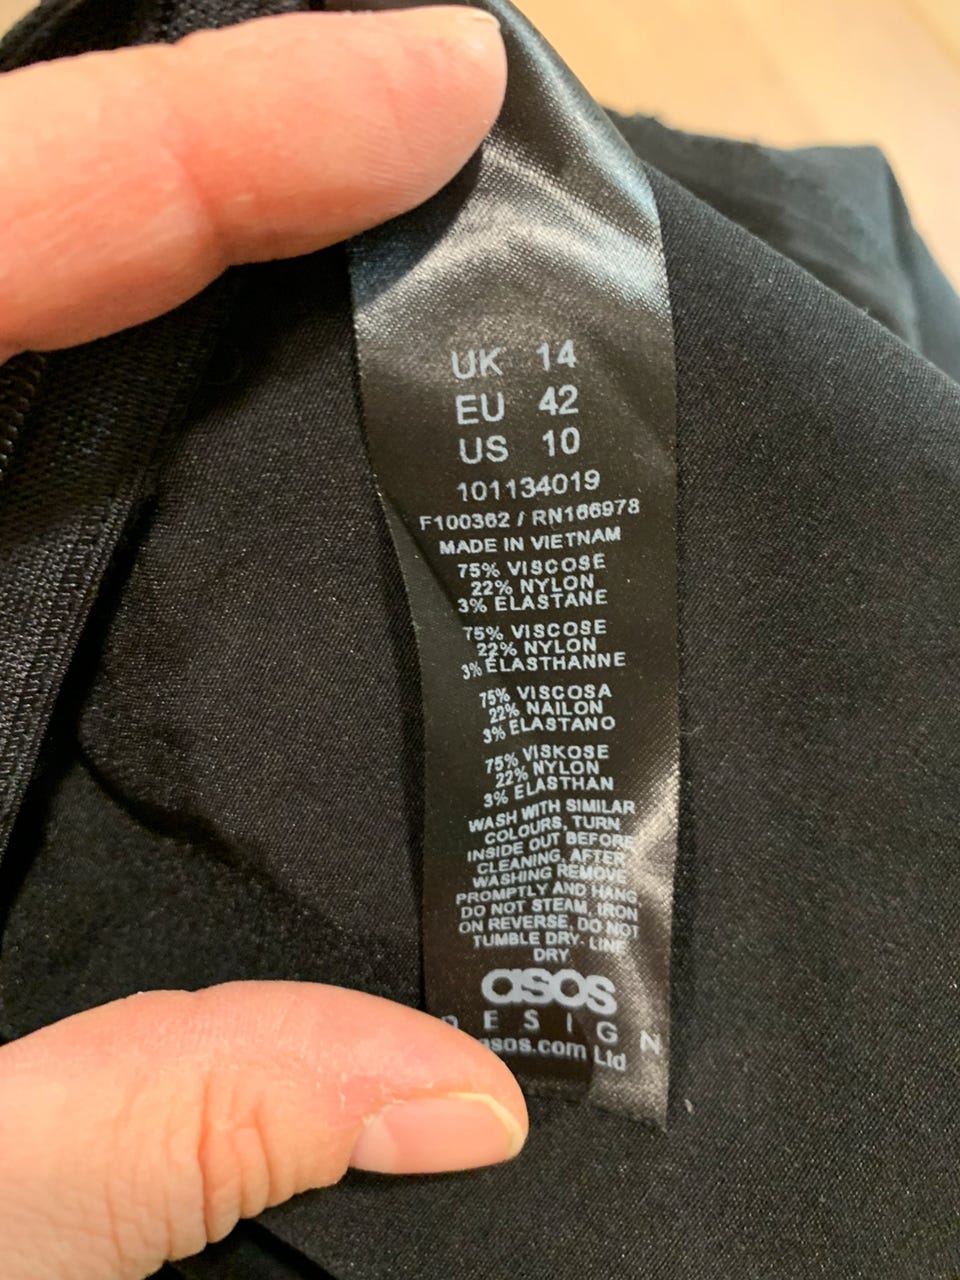 UK 14
EU 42
US 10
101134019
F100362 / RN166978
MADE IN VIETNAM
75% VISCOSE
22% NYLON
3% ELASTANE
75% VISCOSE
22% NYLON
3% ELASTHANNE
75% VISCOSA
22% NAILON
3% ELASTANO
75% VISKOSE
22% NYLON
3% ELASTHAN
WASH WITH SIMILAR
COLOURS, TURN
INSIDE OUT BEFORE
CLEANING, AFTER
WASHING REMOVE
PROMPTLY AND HANG
DO NOT STEAM, IRON
ON REVERSE, DO NOT
TUMBLE DRY- LINE
DRY
asos
DESIGN
asos.com Ltd